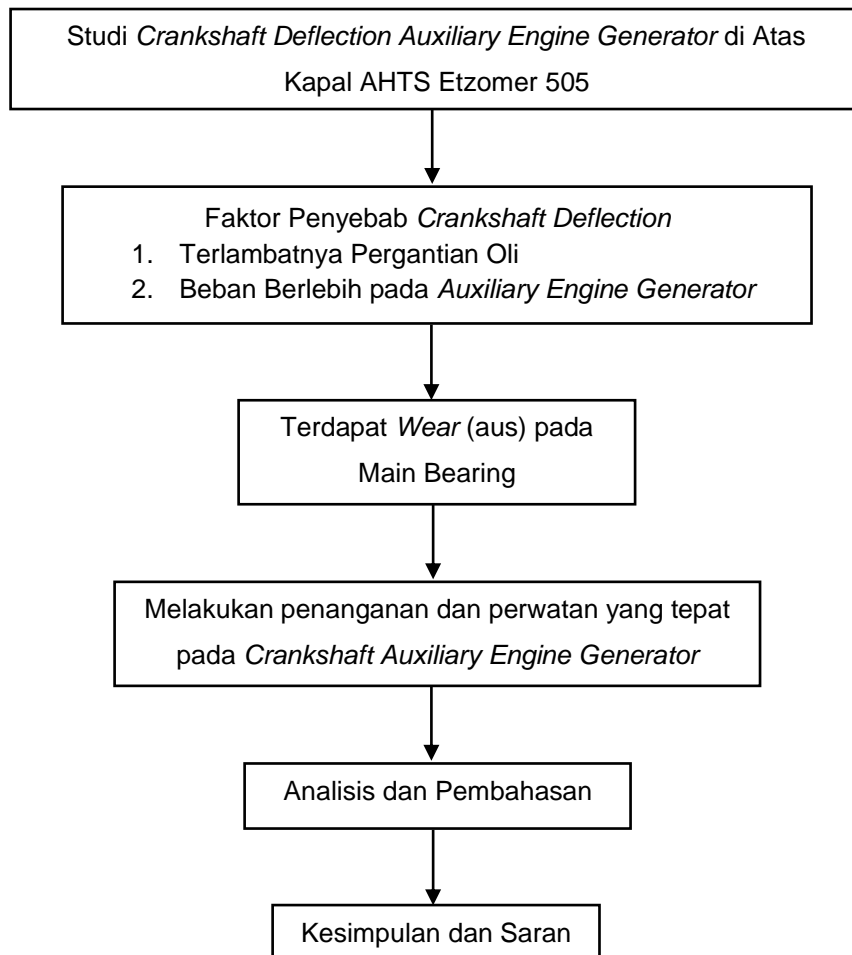 Studi Crankshaft Deflection Auxiliary Engine Generator di Atas
Kapal AHTS Etzomer 505
Faktor Penyebab Crankshaft Deflection
1. Terlambatnya Pergantian Oli
2. Beban Berlebih pada Auxiliary Engine Generator
Terdapat Wear (aus) pada
Main Bearing
Melakukan penanganan dan perwatan yang tepat
pada Crankshaft Auxiliary Engine Generator
Analisis dan Pembahasan
Kesimpulan dan Saran